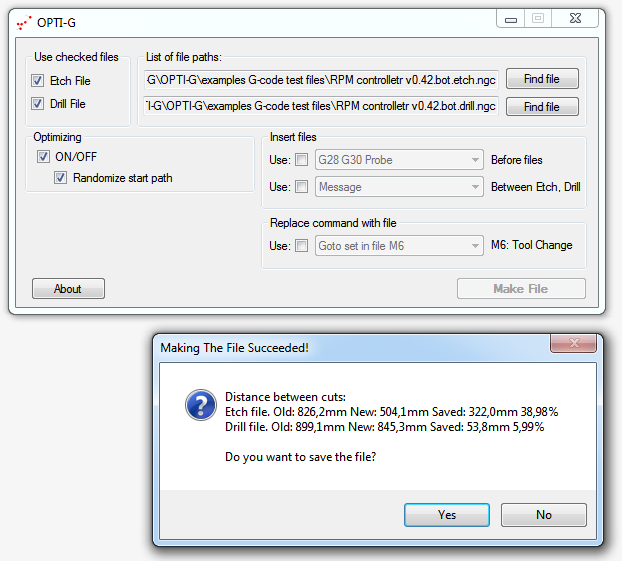 OPTI-G
Use checked files
Etch File
Drill File
List of file paths:
G\OPTI-G\examples G-code test files\RPM controlletr v0.42.bot.etch.ngc
Find file
'I-G\OPTI-G\examples G-code test files\RPM controlletr v0.42.bot.drill.ngc
Find file
Optimizing
ON/OFF
Randomize start path
Insert files
Use: G28 G30 Probe Before files
Use: Message Between Etch, Drill
Replace command with file
Use: Goto set in file M6 M6: Tool Change
About
Make File
Making The File Succeeded!
Distance between cuts:
Etch file. Old: 826,2mm New: 504,1mm Saved: 322,0mm 38,98%
Drill file. Old: 899,1mm New: 845,3mm Saved: 53,8mm 5,99%
Do you want to save the file?
Yes
No